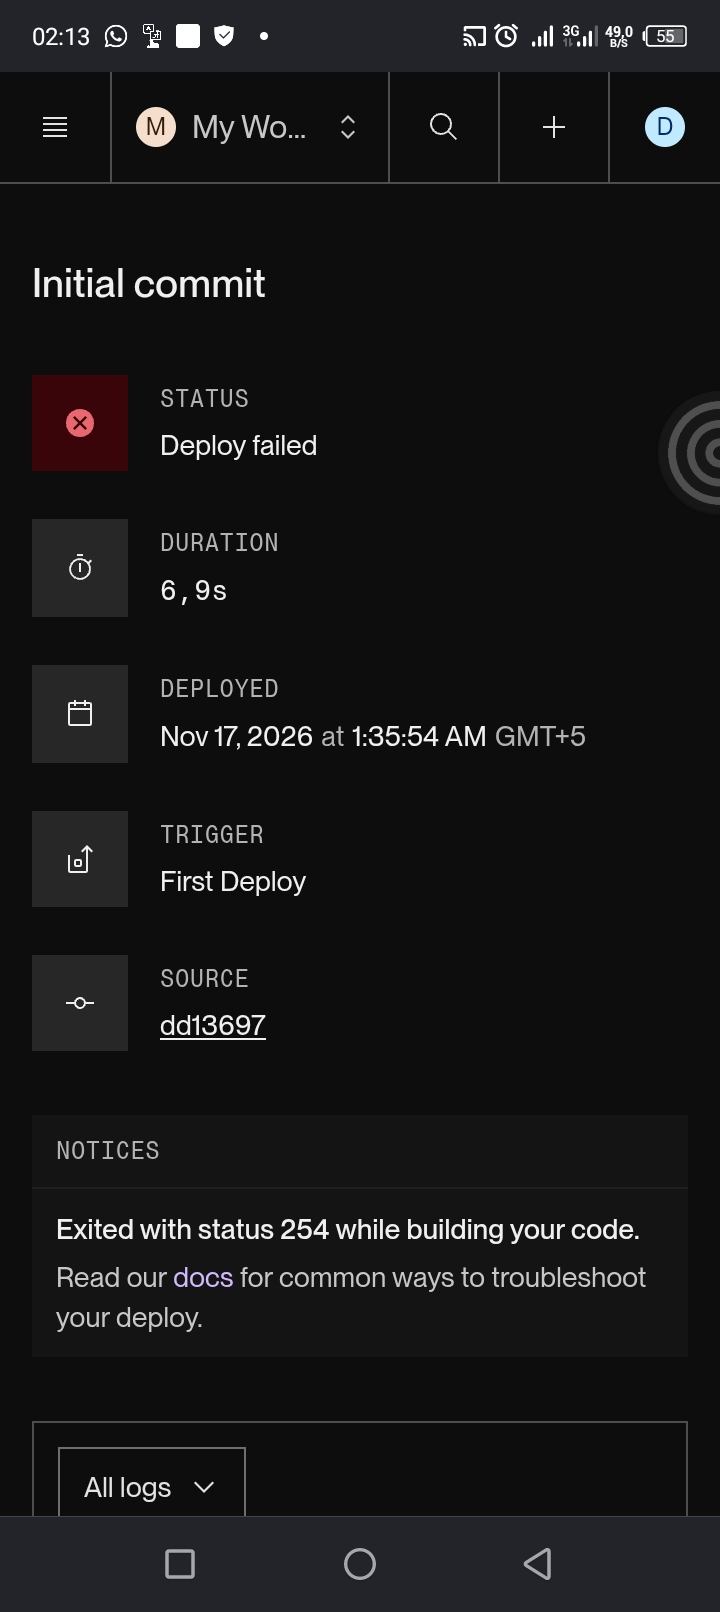 02:13
3G
49,0
B/S
55
M My Wo...
D
Initial commit
STATUS
Deploy failed
DURATION
6,9s
DEPLOYED
Nov 17, 2026 at 1:35:54 AM GMT+5
TRIGGER
First Deploy
SOURCE
dd13697
NOTICES
Exited with status 254 while building your code.
Read our docs for common ways to troubleshoot
your deploy.
All logs